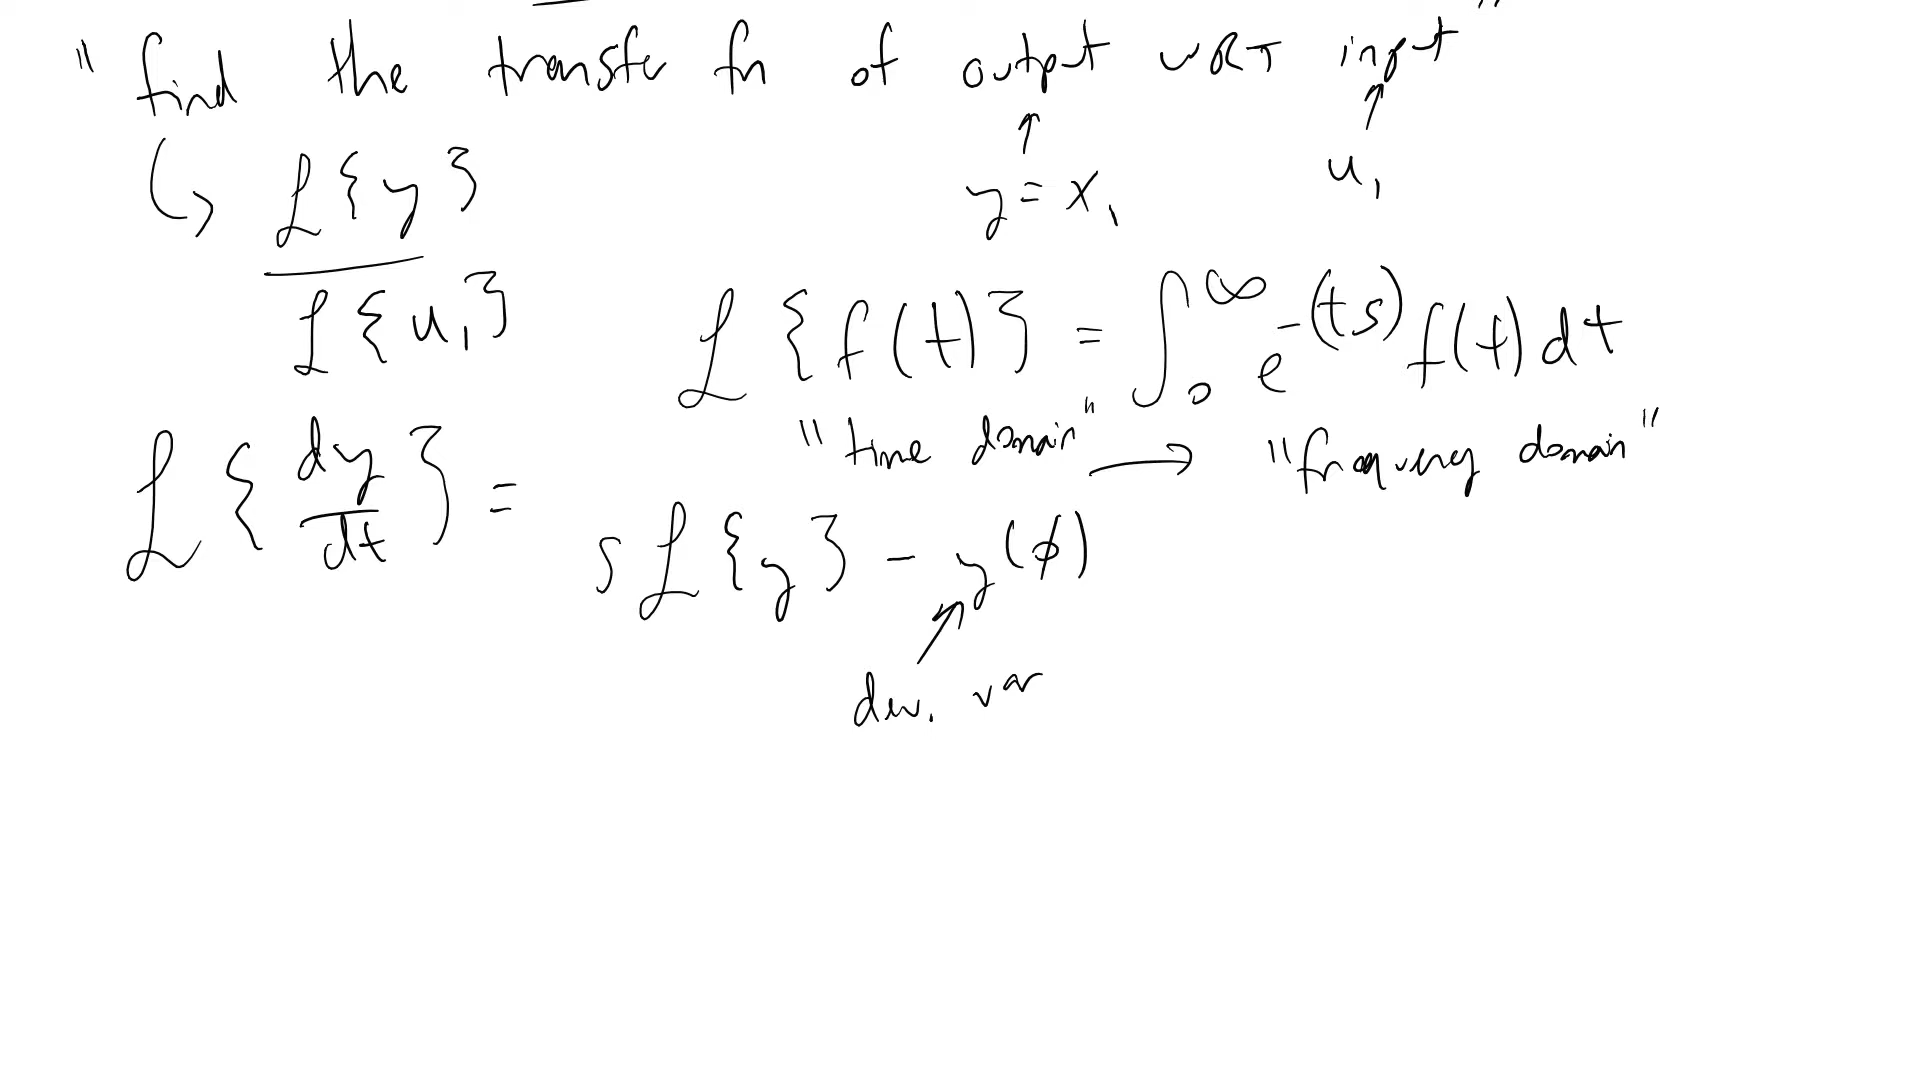 "find the transfer fn of output WRT input"
y = x₁
u₁
ℒ{y}
ℒ{u₁}
ℒ{f(t)} = ∫₀^∞ e^-(ts) f(t) dt
"time domain" → "frequency domain"
ℒ{dy/dt} = sℒ{y} - y(0)
dev. var